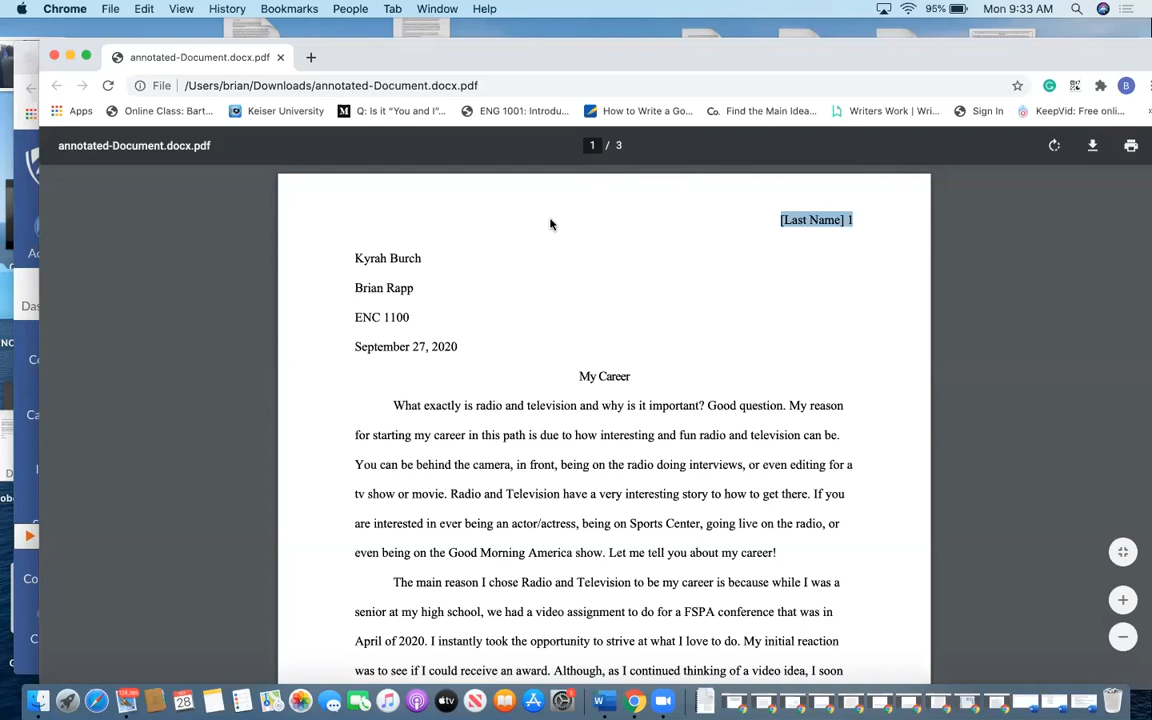 Chrome File Edit View History Bookmarks People Tab Window Help 95% Mon 9:33 AM
annotated-Document.docx.pdf
File /Users/brian/Downloads/annotated-Document.docx.pdf B
Apps Online Class: Bart... Keiser University Q: Is it “You and I”... ENG 1001: Introdu... How to Write a Go... Co. Find the Main Idea... Writers Work | Wri... Sign In KeepVid: Free onli...
annotated-Document.docx.pdf 1 / 3
[Last Name] 1
Kyrah Burch
Brian Rapp
ENC 1100
September 27, 2020
My Career
What exactly is radio and television and why is it important? Good question. My reason
for starting my career in this path is due to how interesting and fun radio and television can be.
You can be behind the camera, in front, being on the radio doing interviews, or even editing for a
tv show or movie. Radio and Television have a very interesting story to how to get there. If you
are interested in ever being an actor/actress, being on Sports Center, going live on the radio, or
even being on the Good Morning America show. Let me tell you about my career!
The main reason I chose Radio and Television to be my career is because while I was a
senior at my high school, we had a video assignment to do for a FSPA conference that was in
April of 2020. I instantly took the opportunity to strive at what I love to do. My initial reaction
was to see if I could receive an award. Although, as I continued thinking of a video idea, I soon